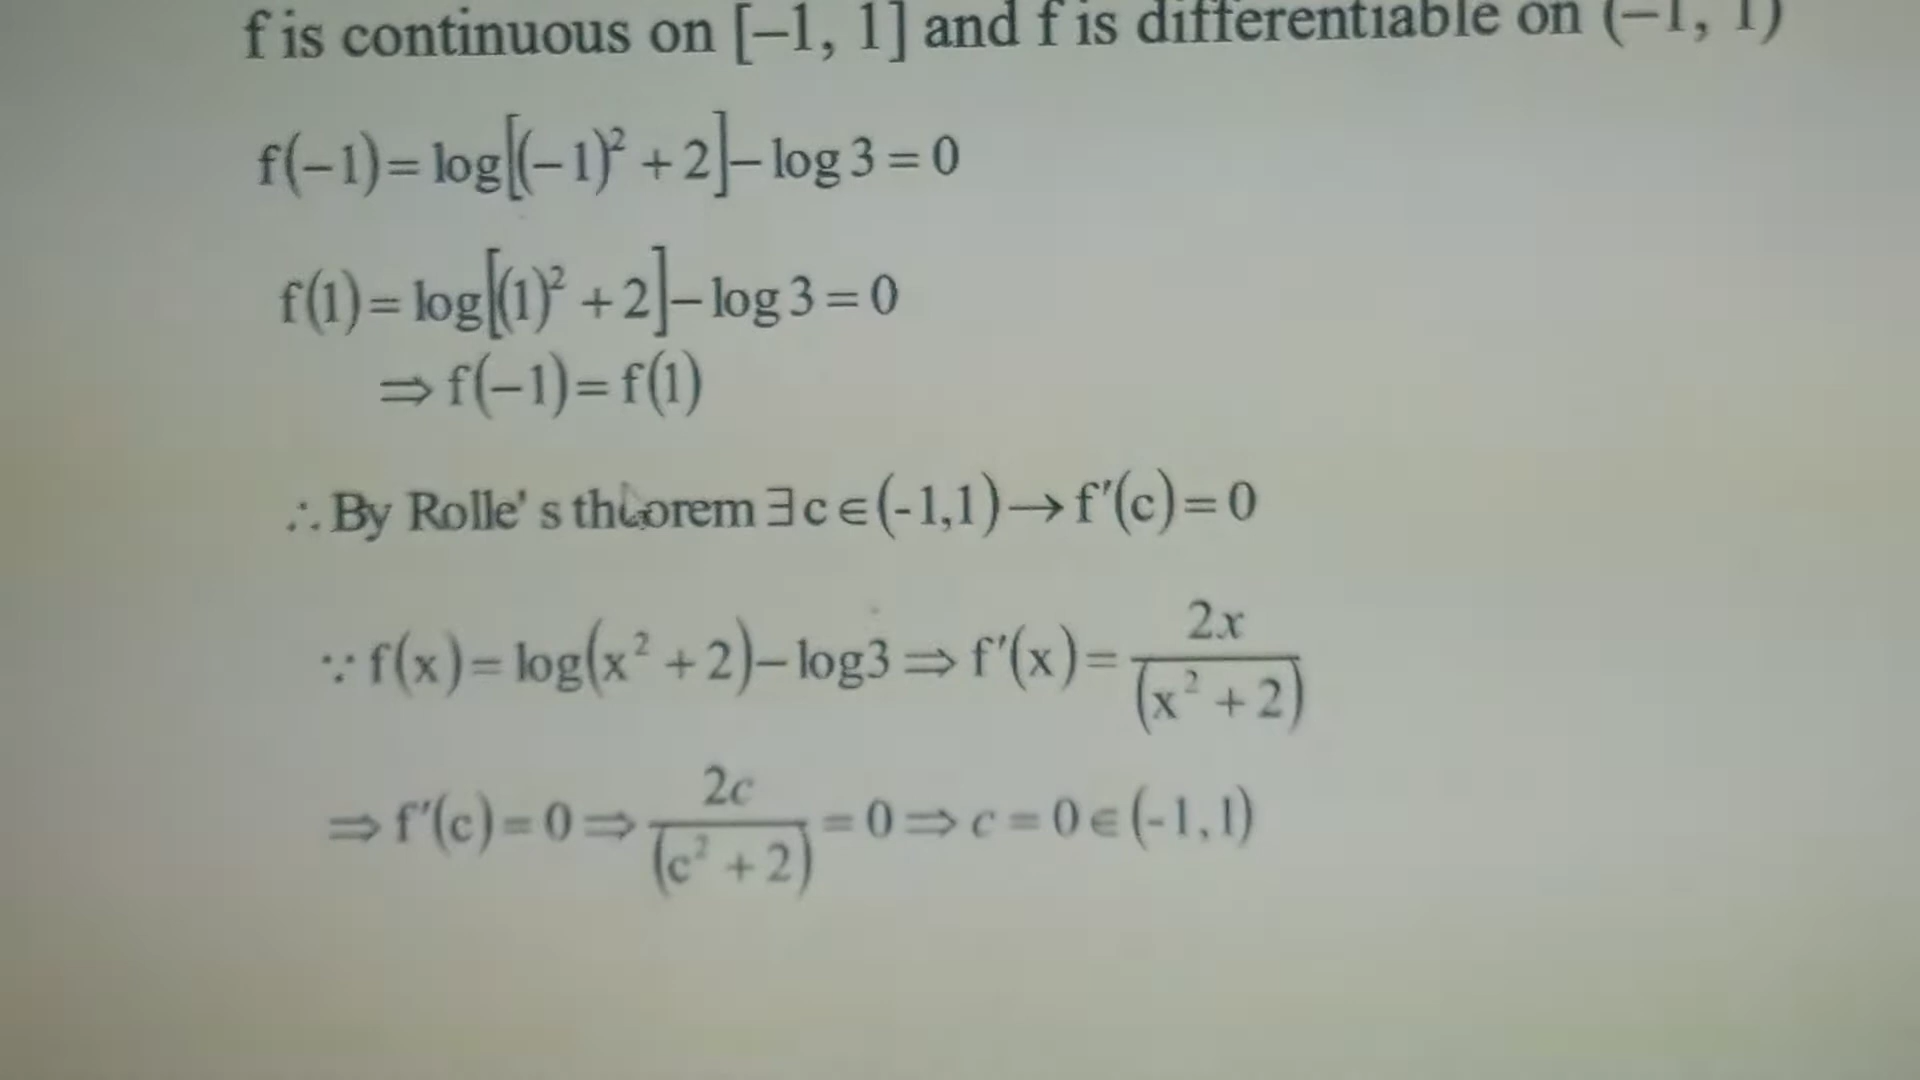 f is continuous on [–1, 1] and f is differentiable on (–1, 1)
f(–1) = log[(–1)² + 2] – log 3 = 0
f(1) = log[(1)² + 2] – log 3 = 0
⇒ f(–1) = f(1)
∴ By Rolle's theorem ∃ c ∈ (-1,1) → f′(c) = 0
∵ f(x) = log(x² + 2) – log3 ⇒ f′(x) = 2x / (x² + 2)
⇒ f′(c) = 0 ⇒ 2c / (c² + 2) = 0 ⇒ c = 0 ∈ (-1, 1)